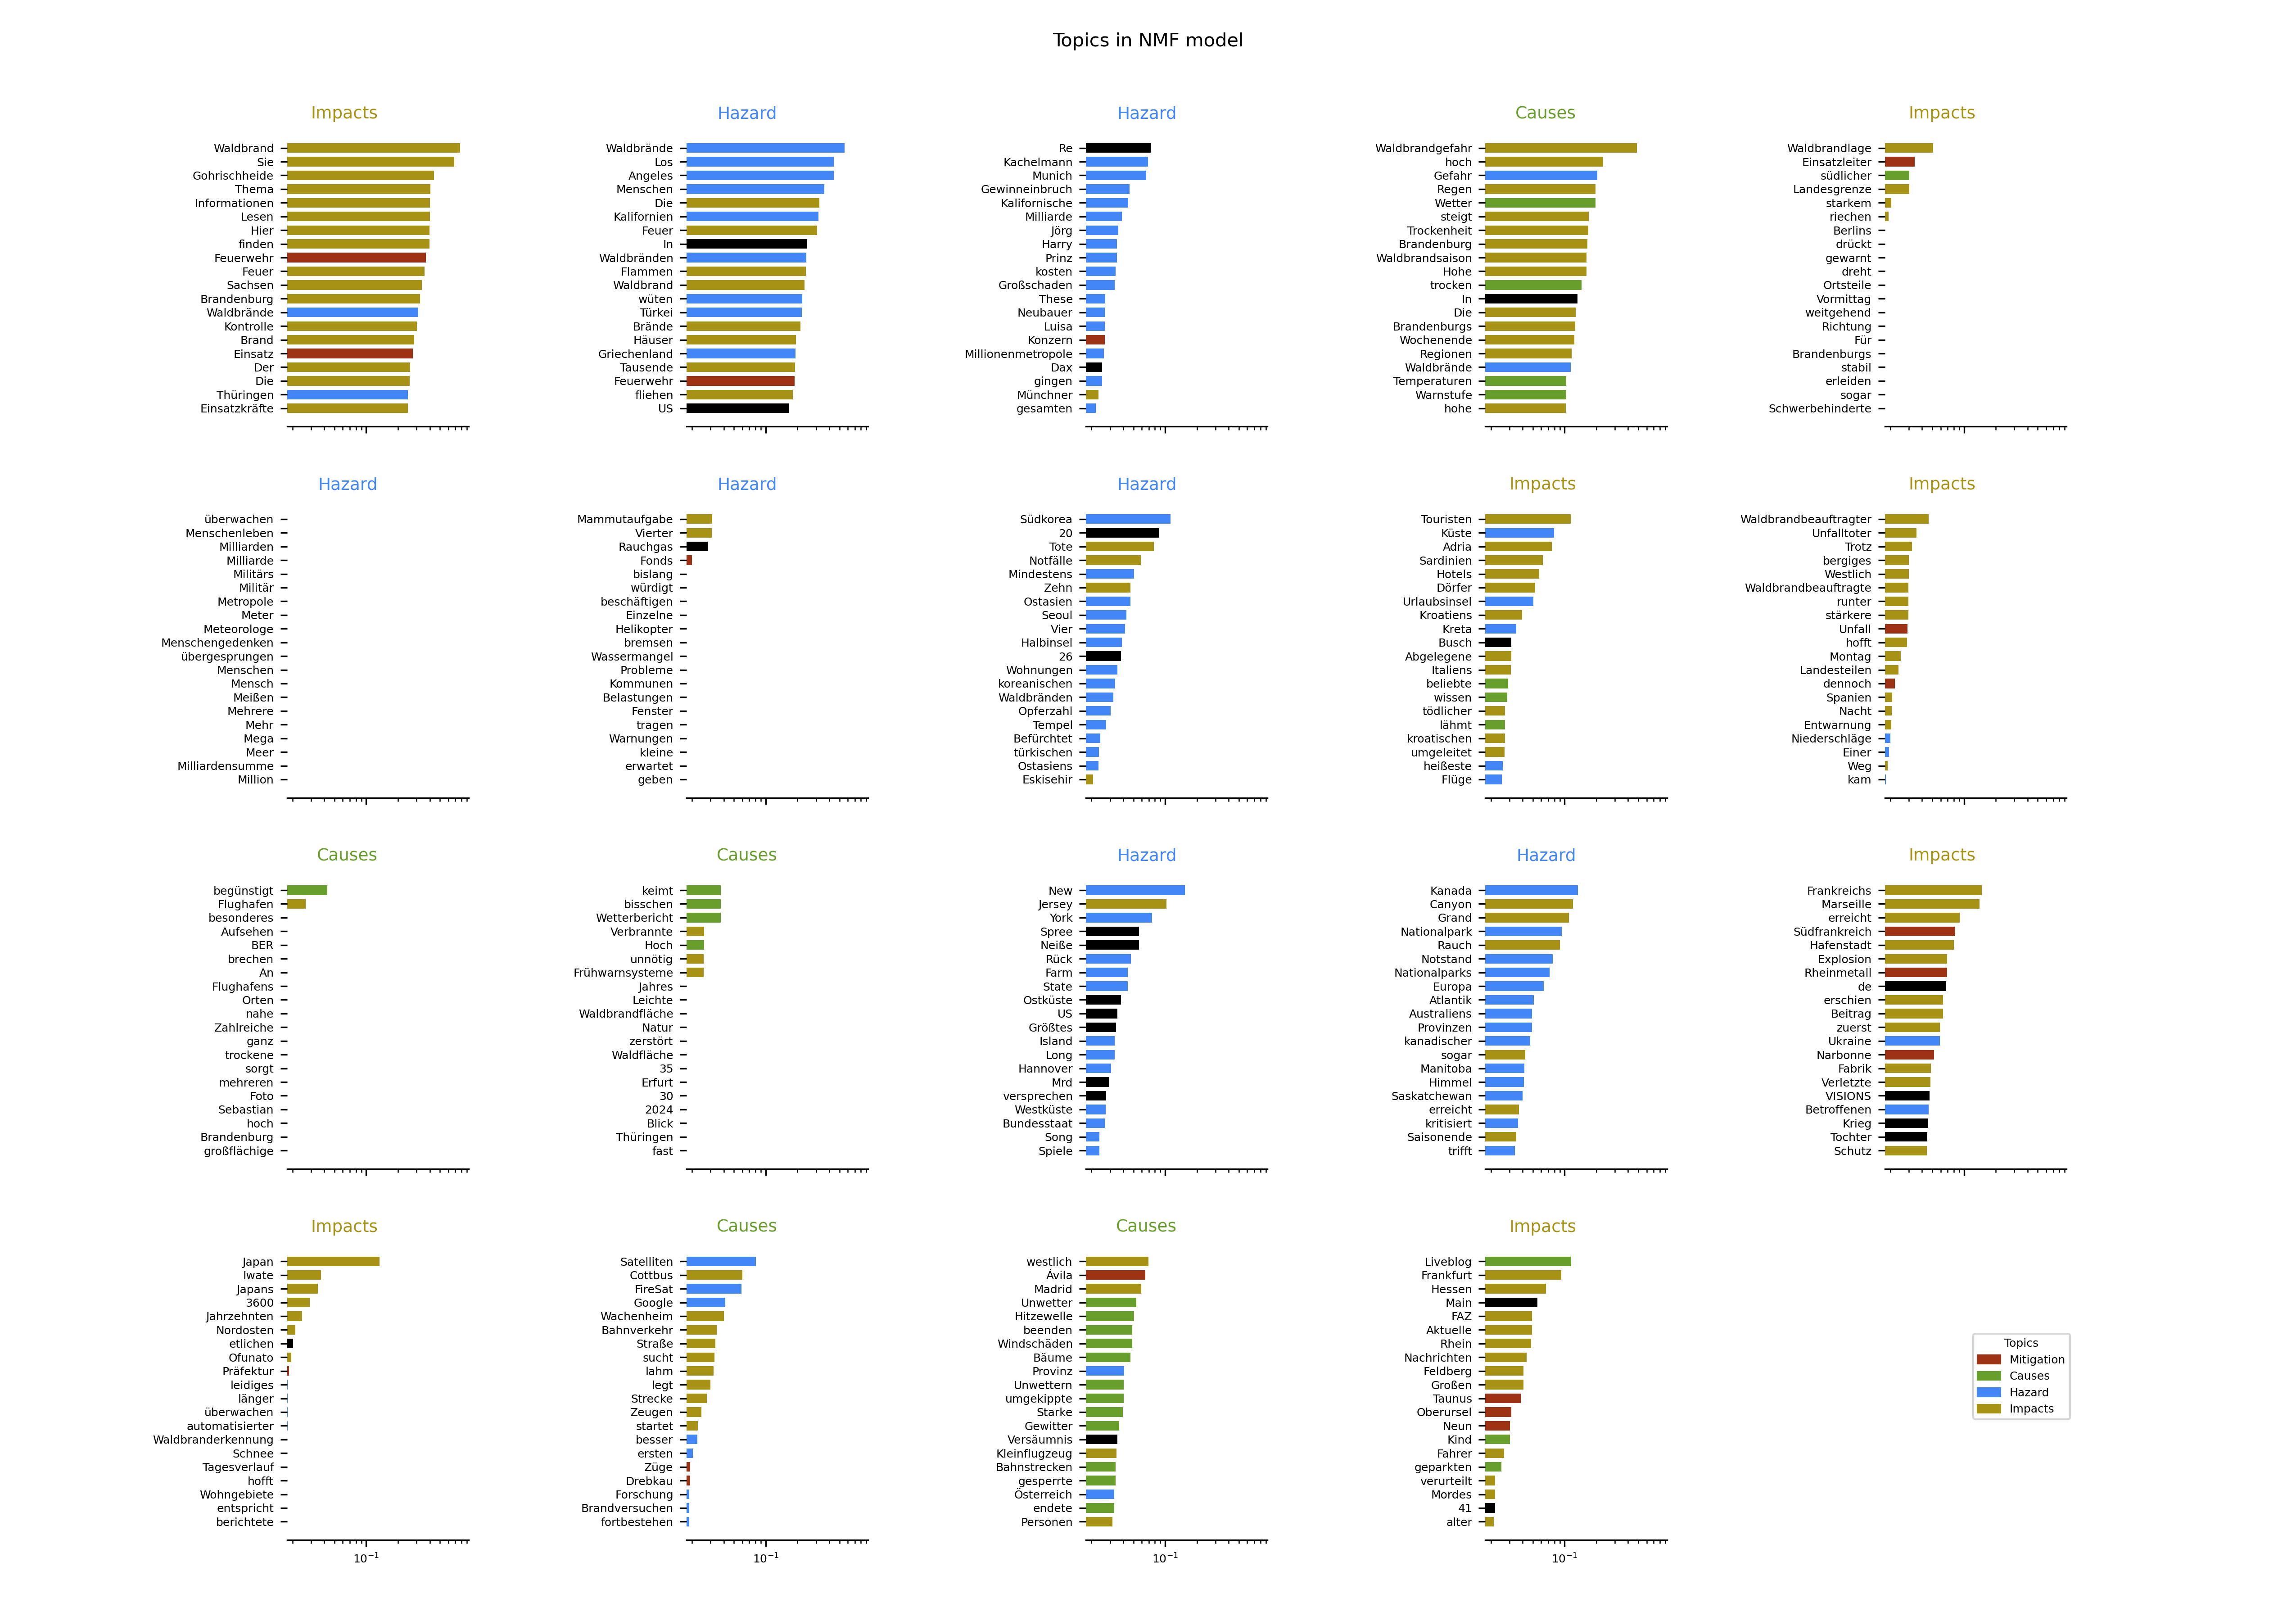 Topics in NMF model
Impacts
Waldbrand
Sie
Gohrischheide
Thema
Informationen
Lesen
Hier
finden
Feuerwehr
Feuer
Sachsen
Brandenburg
Waldbrände
Kontrolle
Brand
Einsatz
Der
Die
Thüringen
Einsatzkräfte
Hazard
Waldbrände
Los
Angeles
Menschen
Die
Kalifornien
Feuer
In
Waldbränden
Flammen
Waldbrand
wüten
Türkei
Brände
Häuser
Griechenland
Tausende
Feuerwehr
fliehen
US
Hazard
Re
Kachelmann
Munich
Gewinneinbruch
Kalifornische
Milliarde
Jörg
Harry
Prinz
kosten
Großschaden
These
Neubauer
Luisa
Konzern
Millionenmetropole
Dax
gingen
Münchner
gesamten
Causes
Waldbrandgefahr
hoch
Gefahr
Regen
Wetter
steigt
Trockenheit
Brandenburg
Waldbrandsaison
Hohe
trocken
In
Die
Brandenburgs
Wochenende
Regionen
Waldbrände
Temperaturen
Warnstufe
hohe
Impacts
Waldbrandlage
Einsatzleiter
südlicher
Landesgrenze
starkem
riechen
Berlins
drückt
gewarnt
dreht
Ortsteile
Vormittag
weitgehend
Richtung
Für
Brandenburgs
stabil
erleiden
sogar
Schwerbehinderte
Hazard
überwachen
Menschenleben
Milliarden
Milliarde
Militärs
Militär
Metropole
Meter
Meteorologe
Menschengedenken
übergesprungen
Menschen
Mensch
Meißen
Mehrere
Mehr
Mega
Meer
Milliardensumme
Million
Hazard
Mammutaufgabe
Vierter
Rauchgas
Fonds
bislang
würdigt
beschäftigen
Einzelne
Helikopter
bremsen
Wassermangel
Probleme
Kommunen
Belastungen
Fenster
tragen
Warnungen
kleine
erwartet
geben
Hazard
Südkorea
20
Tote
Notfälle
Mindestens
Zehn
Ostasien
Seoul
Vier
Halbinsel
26
Wohnungen
koreanischen
Waldbränden
Opferzahl
Tempel
Befürchtet
türkischen
Ostasiens
Eskisehir
Impacts
Touristen
Küste
Adria
Sardinien
Hotels
Dörfer
Urlaubsinsel
Kroatiens
Kreta
Busch
Abgelegene
Italiens
beliebte
wissen
tödlicher
lähmt
kroatischen
umgeleitet
heißeste
Flüge
Impacts
Waldbrandbeauftragter
Unfalltoter
Trotz
bergiges
Westlich
Waldbrandbeauftragte
runter
stärkere
Unfall
hofft
Montag
Landesteilen
dennoch
Spanien
Nacht
Entwarnung
Niederschläge
Einer
Weg
kam
Causes
begünstigt
Flughafen
besonderes
Aufsehen
BER
brechen
An
Flughafens
Orten
nahe
Zahlreiche
ganz
trockene
sorgt
mehreren
Foto
Sebastian
hoch
Brandenburg
großflächige
Causes
keimt
bisschen
Wetterbericht
Verbrannte
Hoch
unnötig
Frühwarnsysteme
Jahres
Leichte
Waldbrandfläche
Natur
zerstört
Waldfläche
35
Erfurt
30
2024
Blick
Thüringen
fast
Hazard
New
Jersey
York
Spree
Neiße
Rück
Farm
State
Ostküste
US
Größtes
Island
Long
Hannover
Mrd
versprechen
Westküste
Bundesstaat
Song
Spiele
Hazard
Kanada
Canyon
Grand
Nationalpark
Rauch
Notstand
Nationalparks
Europa
Atlantik
Australiens
Provinzen
kanadischer
sogar
Manitoba
Himmel
Saskatchewan
erreicht
kritisiert
Saisonende
trifft
Impacts
Frankreichs
Marseille
erreicht
Südfrankreich
Hafenstadt
Explosion
Rheinmetall
de
erschien
Beitrag
zuerst
Ukraine
Narbonne
Fabrik
Verletzte
VISIONS
Betroffenen
Krieg
Tochter
Schutz
Impacts
Japan
Iwate
Japans
3600
Jahrzehnten
Nordosten
etlichen
Ofunato
Präfektur
leidiges
länger
überwachen
automatisierter
Waldbranderkennung
Schnee
Tagesverlauf
hofft
Wohngebiete
entspricht
berichtete
10⁻¹
Causes
Satelliten
Cottbus
FireSat
Google
Wachenheim
Bahnverkehr
Straße
sucht
lahm
legt
Strecke
Zeugen
startet
besser
ersten
Züge
Drebkau
Forschung
Brandversuchen
fortbestehen
10⁻¹
Causes
westlich
Ávila
Madrid
Unwetter
Hitzewelle
beenden
Windschäden
Bäume
Provinz
Unwettern
umgekippte
Starke
Gewitter
Versäumnis
Kleinflugzeug
Bahnstrecken
gesperrte
Österreich
endete
Personen
10⁻¹
Impacts
Liveblog
Frankfurt
Hessen
Main
FAZ
Aktuelle
Rhein
Nachrichten
Feldberg
Großen
Taunus
Oberursel
Neun
Kind
Fahrer
geparkten
verurteilt
Mordes
41
alter
10⁻¹
Topics
Mitigation
Causes
Hazard
Impacts